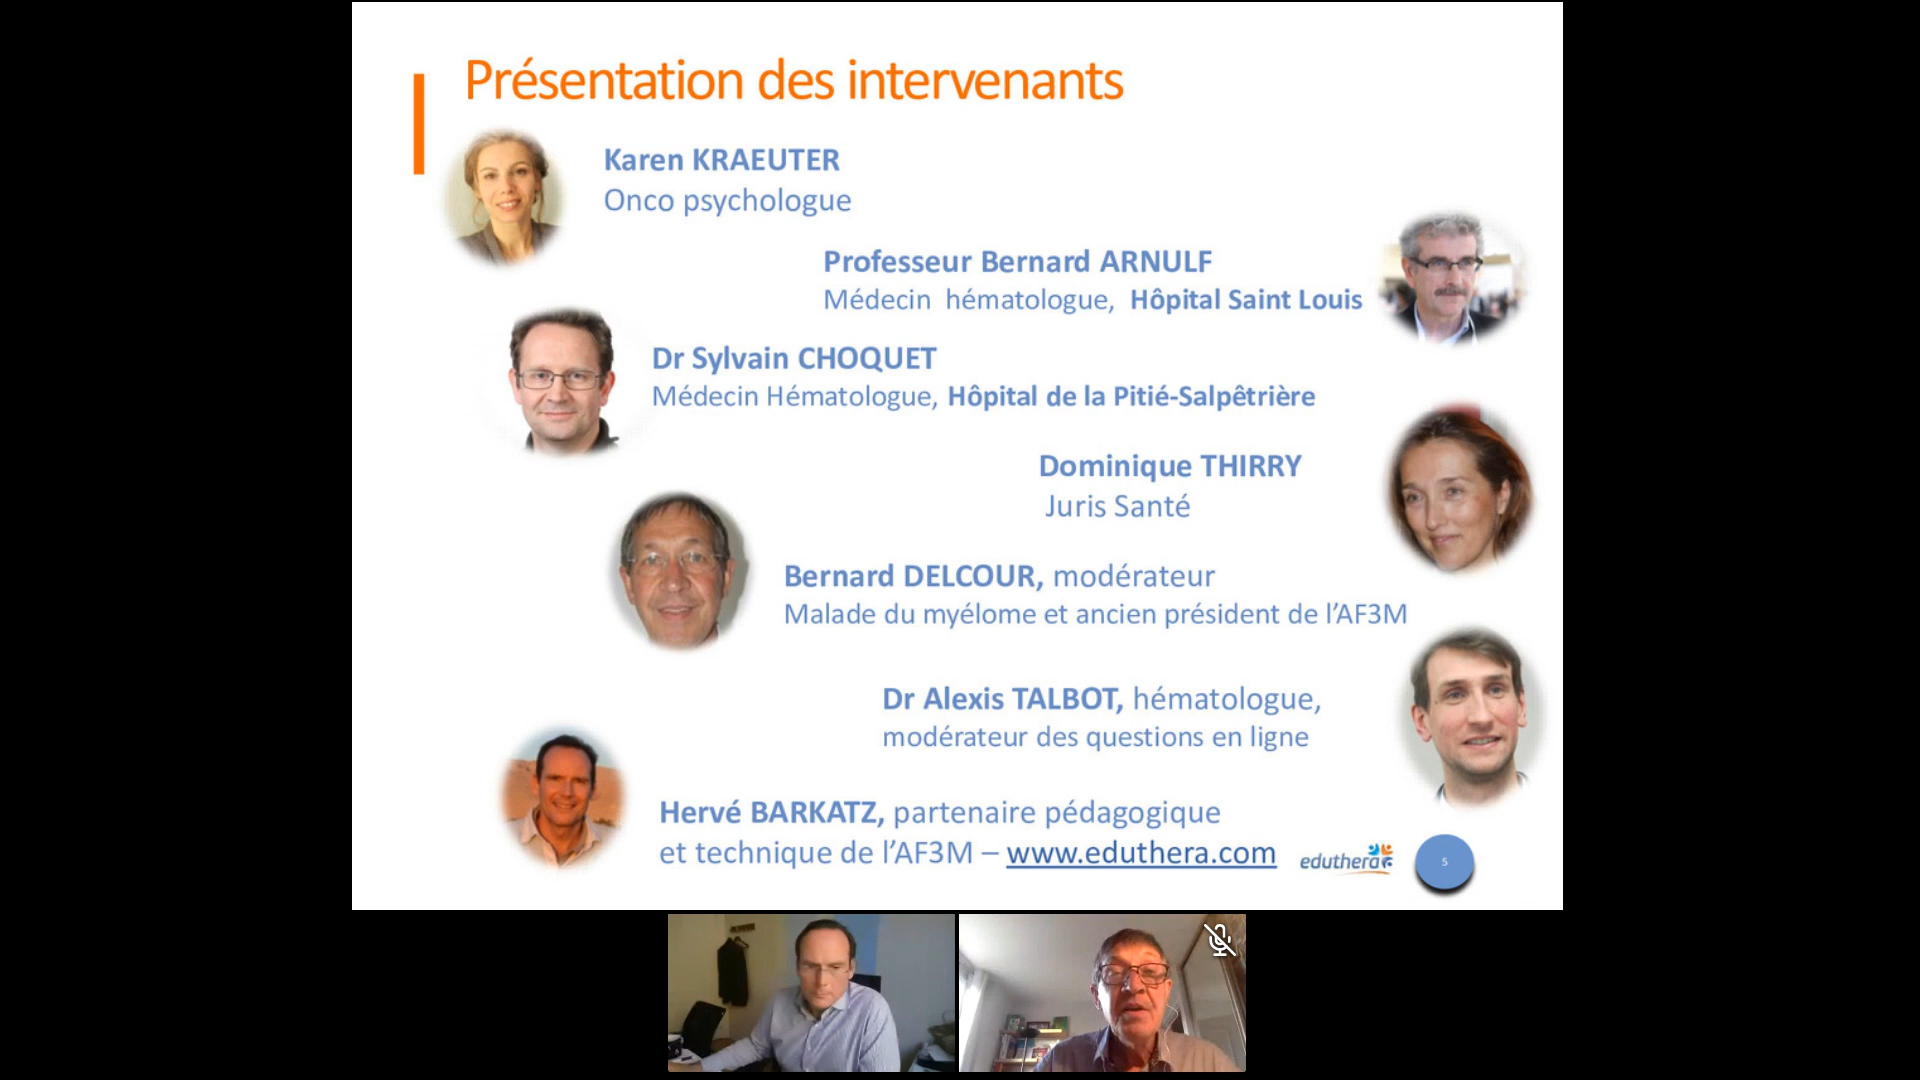 Présentation des intervenants
Karen KRAEUTER
Onco psychologue
Professeur Bernard ARNULF
Médecin hématologue, Hôpital Saint Louis
Dr Sylvain CHOQUET
Médecin Hématologue, Hôpital de la Pitié-Salpêtrière
Dominique THIRRY
Juris Santé
Bernard DELCOUR, modérateur
Malade du myélome et ancien président de l’AF3M
Dr Alexis TALBOT, hématologue,
modérateur des questions en ligne
Hervé BARKATZ, partenaire pédagogique
et technique de l’AF3M – www.eduthera.com
eduthera
5